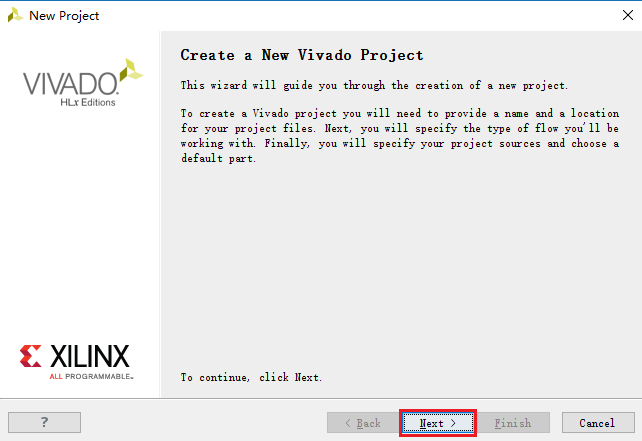 New Project
VIVADO.
HLx Editions
Create a New Vivado Project
This wizard will guide you through the creation of a new project.
To create a Vivado project you will need to provide a name and a location
for your project files. Next, you will specify the type of flow you'll be
working with. Finally, you will specify your project sources and choose a
default part.
XILINX
ALL PROGRAMMABLE™
To continue, click Next.
?
< Back
Next >
Finish
Cancel